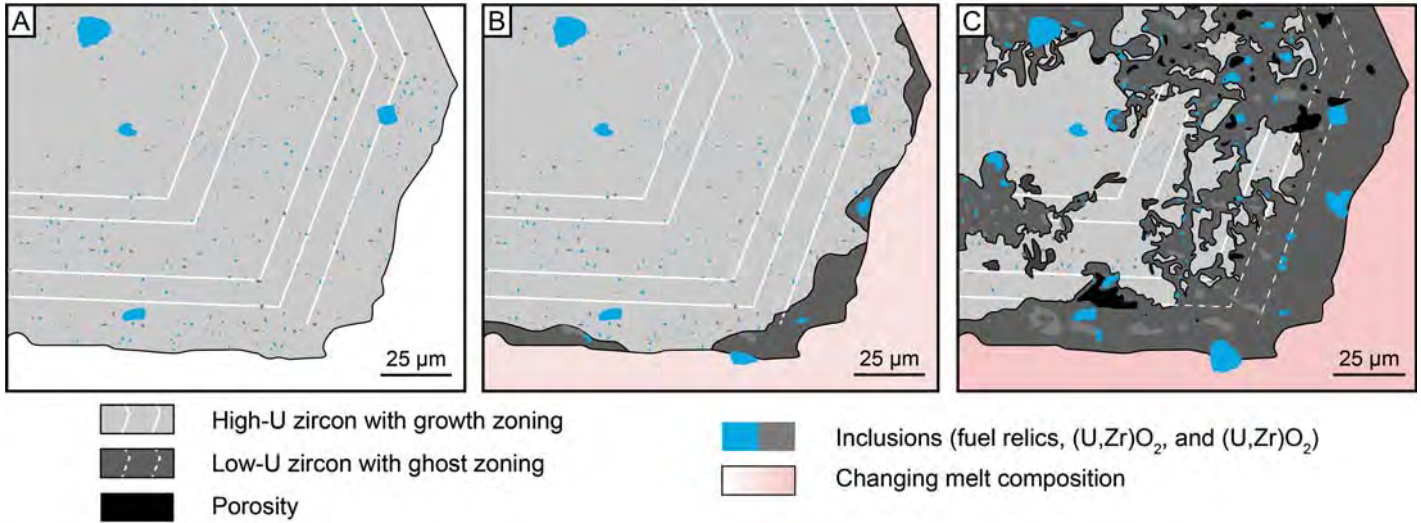 A
B
C
25 µm
25 µm
25 µm
High-U zircon with growth zoning
Low-U zircon with ghost zoning
Porosity
Inclusions (fuel relics, (U,Zr)O₂, and (U,Zr)O₂)
Changing melt composition